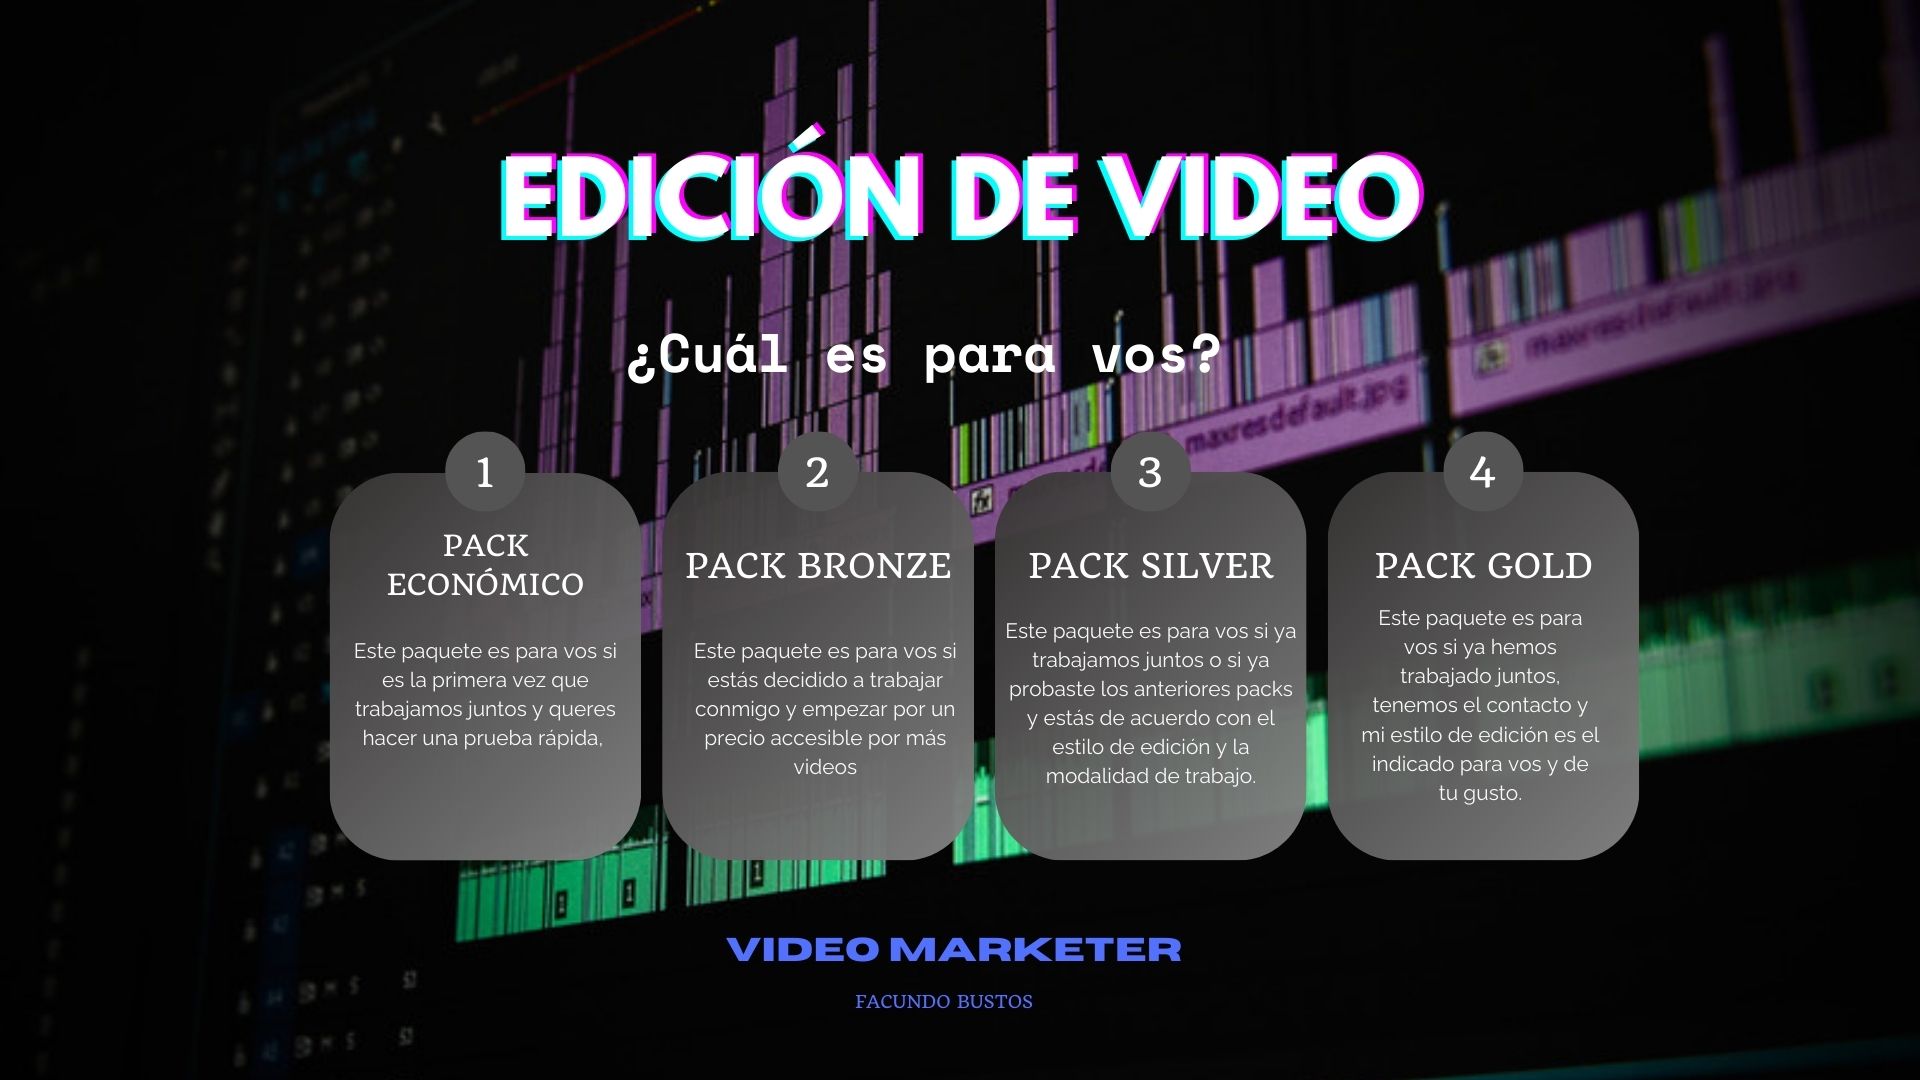 EDICIÓN DE VIDEO
¿Cuál es para vos?
1
PACK
ECONÓMICO
Este paquete es para vos si
es la primera vez que
trabajamos juntos y queres
hacer una prueba rápida,
2
PACK BRONZE
Este paquete es para vos si
estás decidido a trabajar
conmigo y empezar por un
precio accesible por más
videos
3
PACK SILVER
Este paquete es para vos si ya
trabajamos juntos o si ya
probaste los anteriores packs
y estás de acuerdo con el
estilo de edición y la
modalidad de trabajo.
4
PACK GOLD
Este paquete es para
vos si ya hemos
trabajado juntos,
tenemos el contacto y
mi estilo de edición es el
indicado para vos y de
tu gusto.
maxresdefault.jpg
maxresdefault.jpg
fx
VIDEO MARKETER
FACUNDO BUSTOS